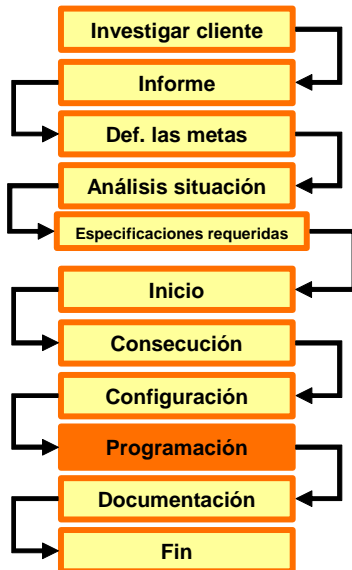 Investigar cliente
Informe
Def. las metas
Análisis situación
Especificaciones requeridas
Inicio
Consecución
Configuración
Programación
Documentación
Fin